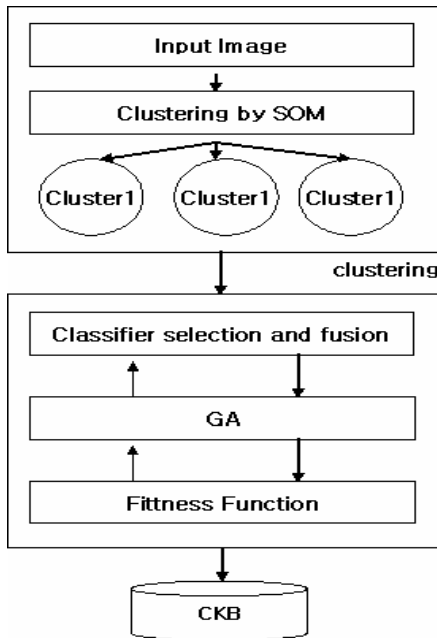 Input Image
Clustering by SOM
Cluster1 Cluster1 Cluster1
clustering
Classifier selection and fusion
GA
Fittness Function
CKB